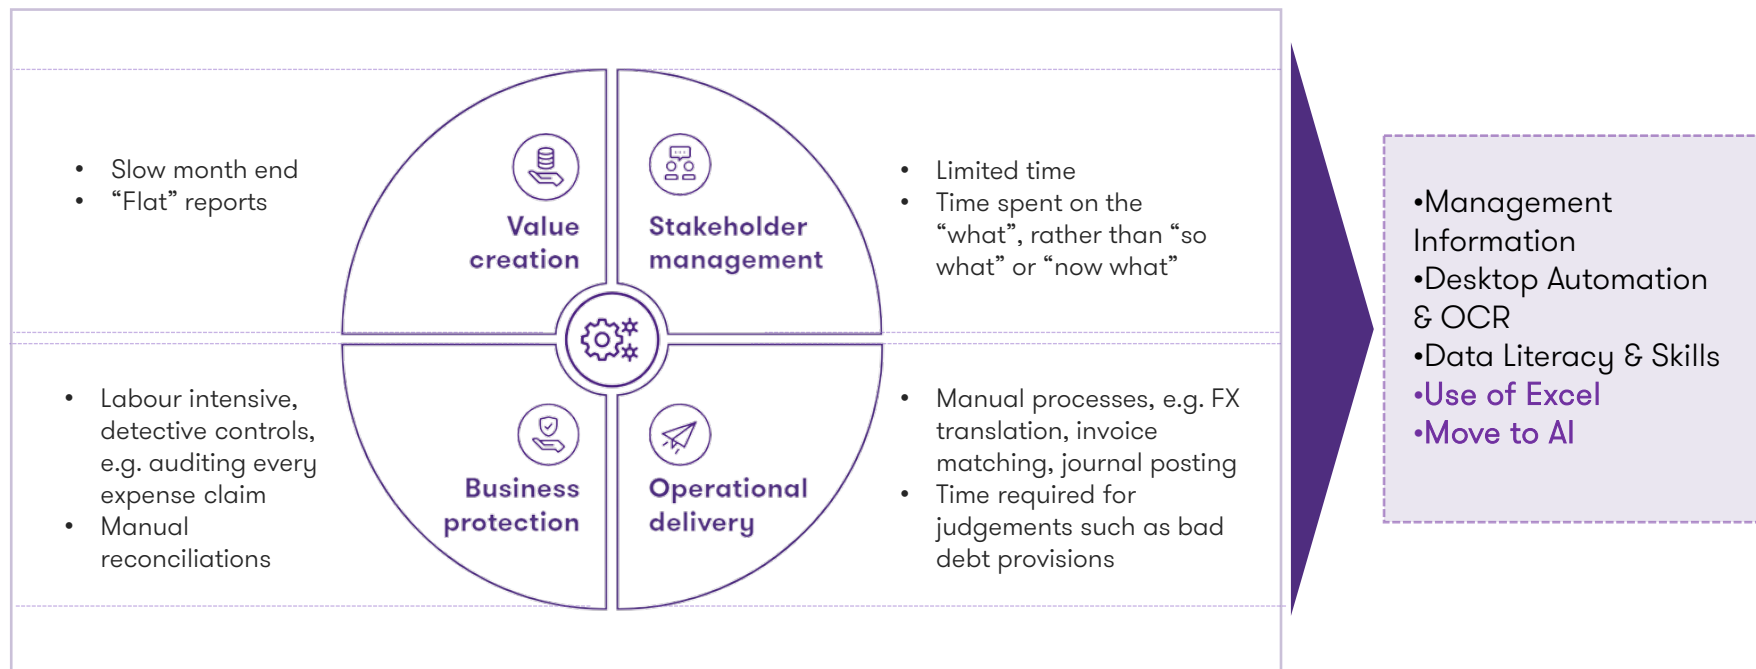 • Slow month end
• “Flat” reports
Value
creation
Stakeholder
management
• Limited time
• Time spent on the
“what”, rather than “so
what” or “now what”
• Labour intensive,
detective controls,
e.g. auditing every
expense claim
• Manual
reconciliations
Business
protection
Operational
delivery
• Manual processes, e.g. FX
translation, invoice
matching, journal posting
• Time required for
judgements such as bad
debt provisions
•Management
Information
•Desktop Automation
& OCR
•Data Literacy & Skills
•Use of Excel
•Move to AI